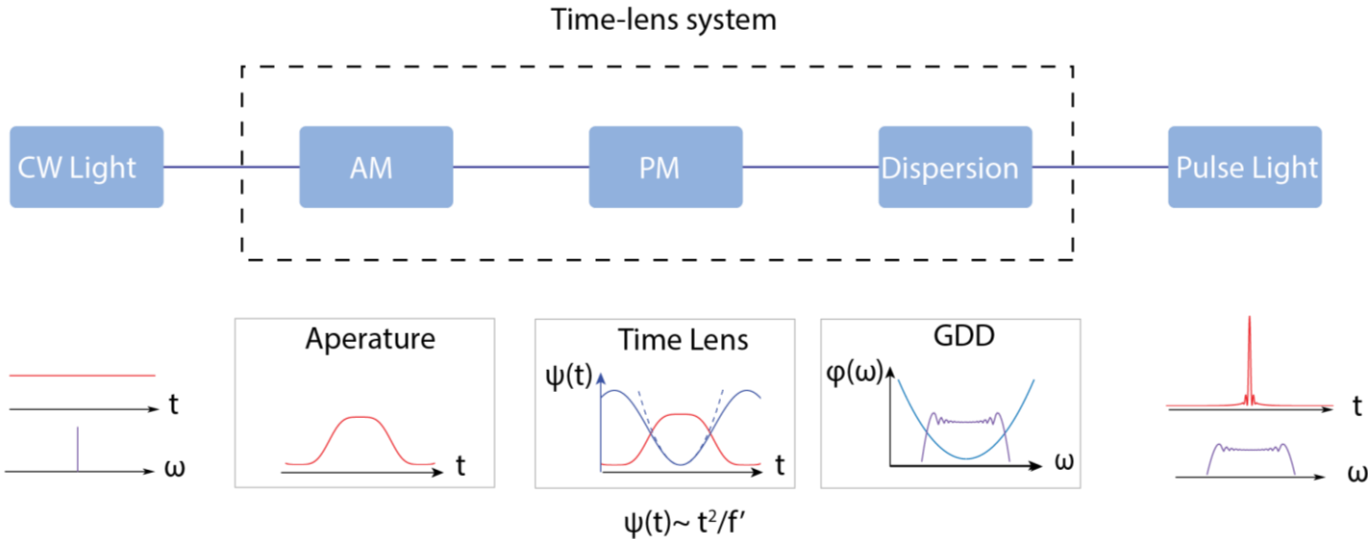 Time-lens system
CW Light
AM
PM
Dispersion
Pulse Light
Aperature
Time Lens
GDD
ψ(t)
φ(ω)
t
ω
t
t
ω
t
ω
ψ(t)~ t²/f'